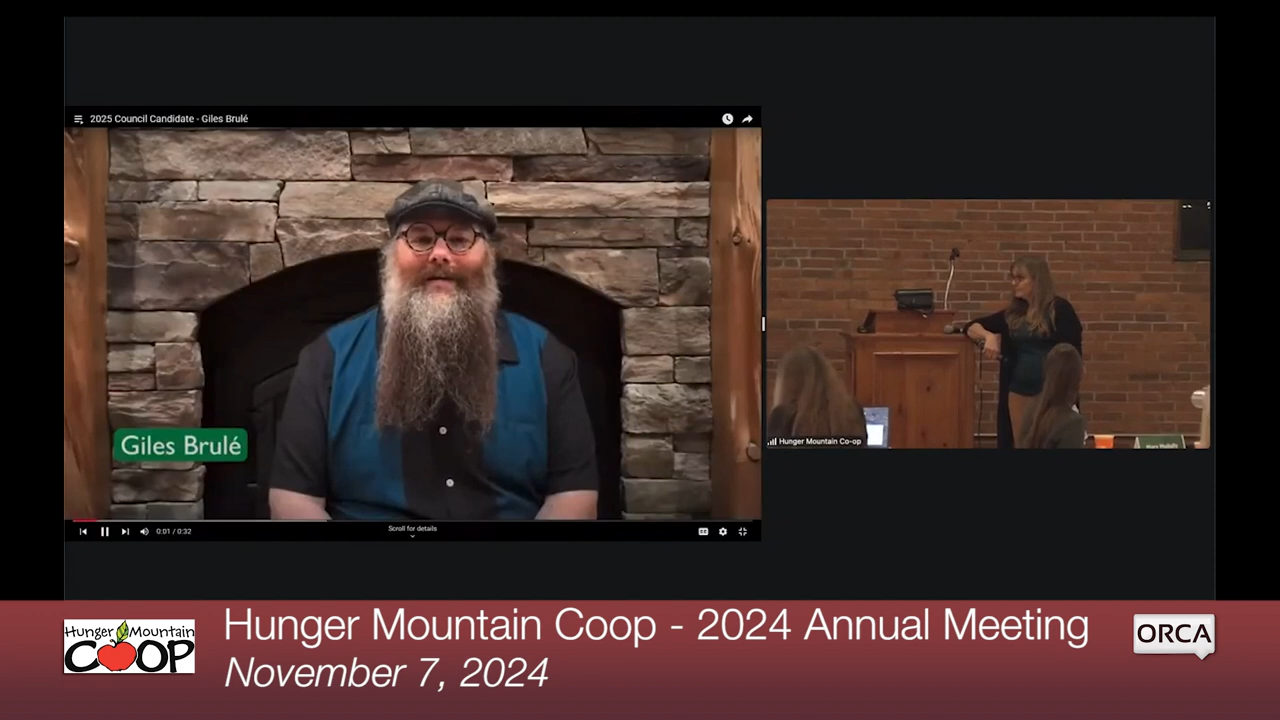 2025 Council Candidate - Giles Brulé
Giles Brulé
0:01 / 0:32
Scroll for details
Hunger Mountain Co-op
Hunger Mountain
COOP
Hunger Mountain Coop - 2024 Annual Meeting
November 7, 2024
ORCA